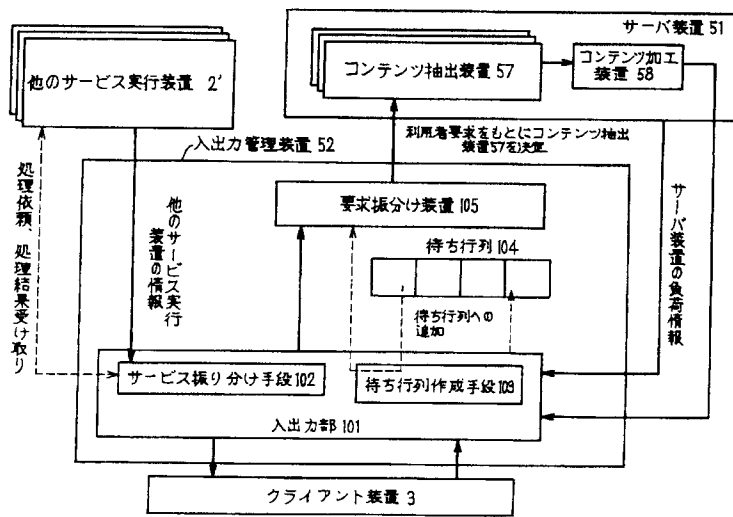 サーバ装置 51
他のサービス実行装置 2'
コンテンツ抽出装置 57
コンテンツ加工
装置 58
利用者要求をもとにコンテンツ抽出
装置57を決定
入出力管理装置 52
要求振分け装置 105
待ち行列 104
待ち行列への
追加
処理依頼、処理
結果受け取り
他のサービス実行
装置の情報
サーバ装置の負荷情報
サービス振り分け手段 102
待ち行列作成手段 103
入出力部 101
クライアント装置 3